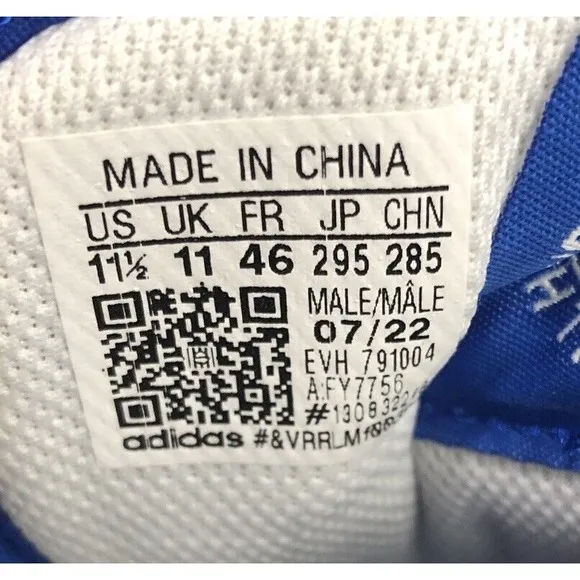 MADE IN CHINA
US UK FR JP CHN
11½ 11 46 295 285
MALE/MÂLE
07/22
EVH 791004
A:FY7756
adidas